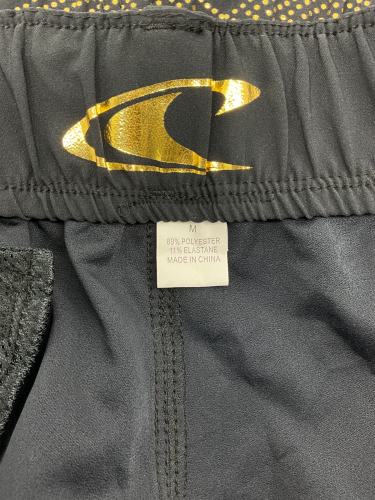 M
89% POLYESTER
11% ELASTANE
MADE IN CHINA